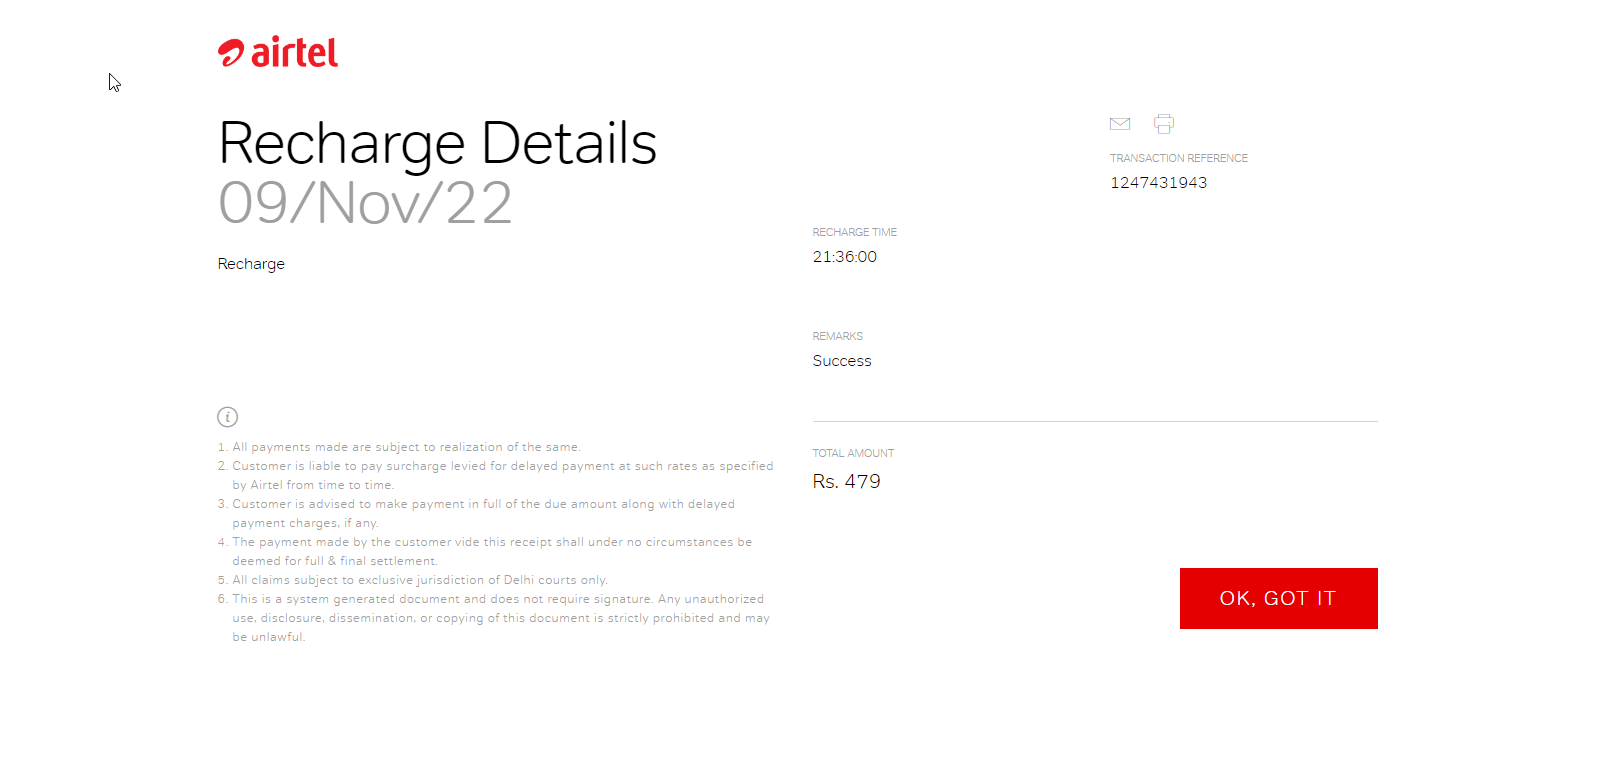 airtel
Recharge Details
09/Nov/22
Recharge
TRANSACTION REFERENCE
1247431943
RECHARGE TIME
21:36:00
REMARKS
Success
1. All payments made are subject to realization of the same.
2. Customer is liable to pay surcharge levied for delayed payment at such rates as specified
by Airtel from time to time.
3. Customer is advised to make payment in full of the due amount along with delayed
payment charges, if any.
4. The payment made by the customer vide this receipt shall under no circumstances be
deemed for full & final settlement.
5. All claims subject to exclusive jurisdiction of Delhi courts only.
6. This is a system generated document and does not require signature. Any unauthorized
use, disclosure, dissemination, or copying of this document is strictly prohibited and may
be unlawful.
TOTAL AMOUNT
Rs. 479
OK, GOT IT